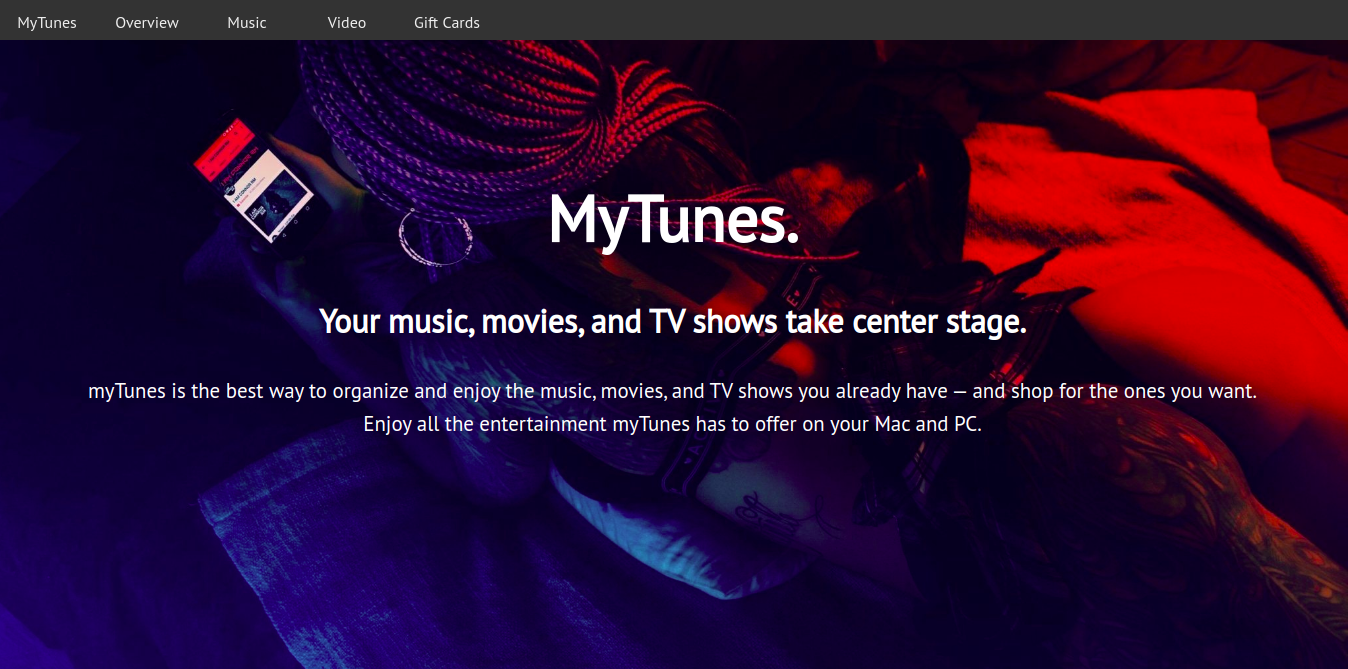 MyTunes Overview Music Video Gift Cards
MyTunes.
Your music, movies, and TV shows take center stage.
myTunes is the best way to organize and enjoy the music, movies, and TV shows you already have — and shop for the ones you want.
Enjoy all the entertainment myTunes has to offer on your Mac and PC.